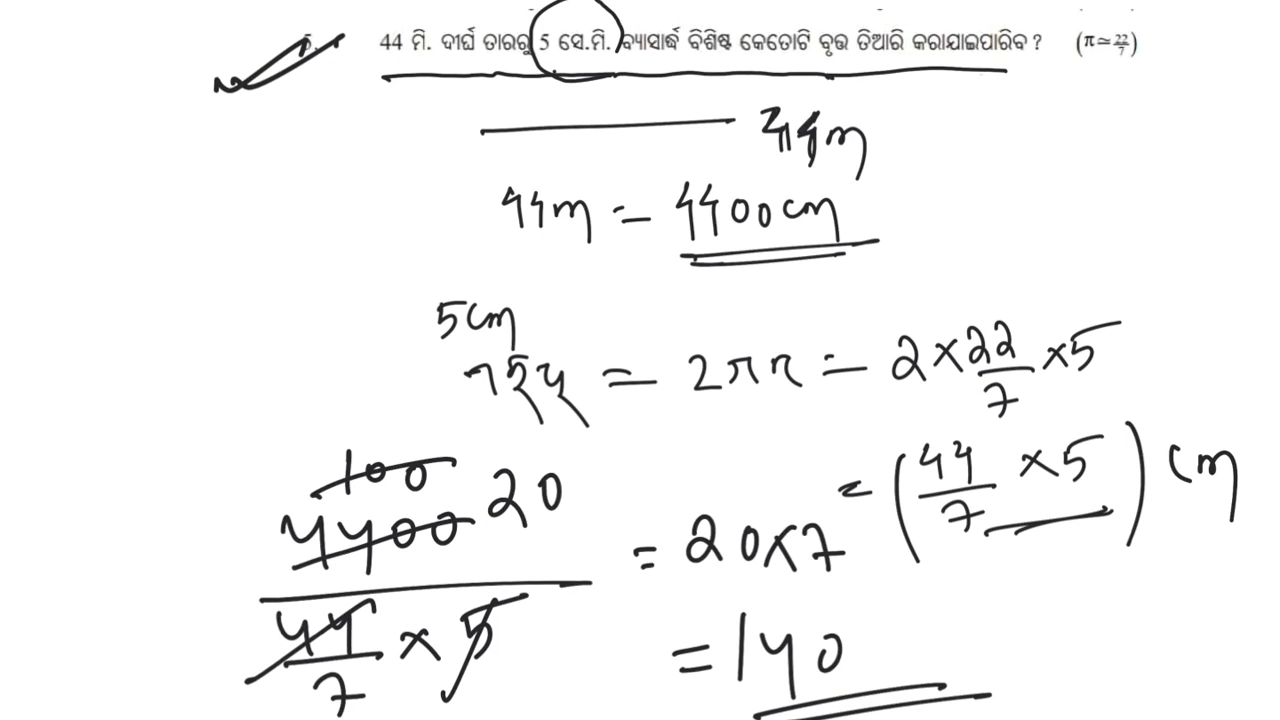 5. 44 ମି. ଦୀର୍ଘ ତାରରୁ 5 ସେ.ମି. ବ୍ୟାସାର୍ଦ୍ଧ ବିଶିଷ୍ଟ କେତୋଟି ବୃତ୍ତ ତିଆରି କରାଯାଇପାରିବ ? (π≃22/7)
44m
44m = 4400cm
5cm
= 2πr = 2 × 22/7 × 5
= (44/7 × 5) cm
100
4400 20
44/7 × 5
= 20×7
= 140